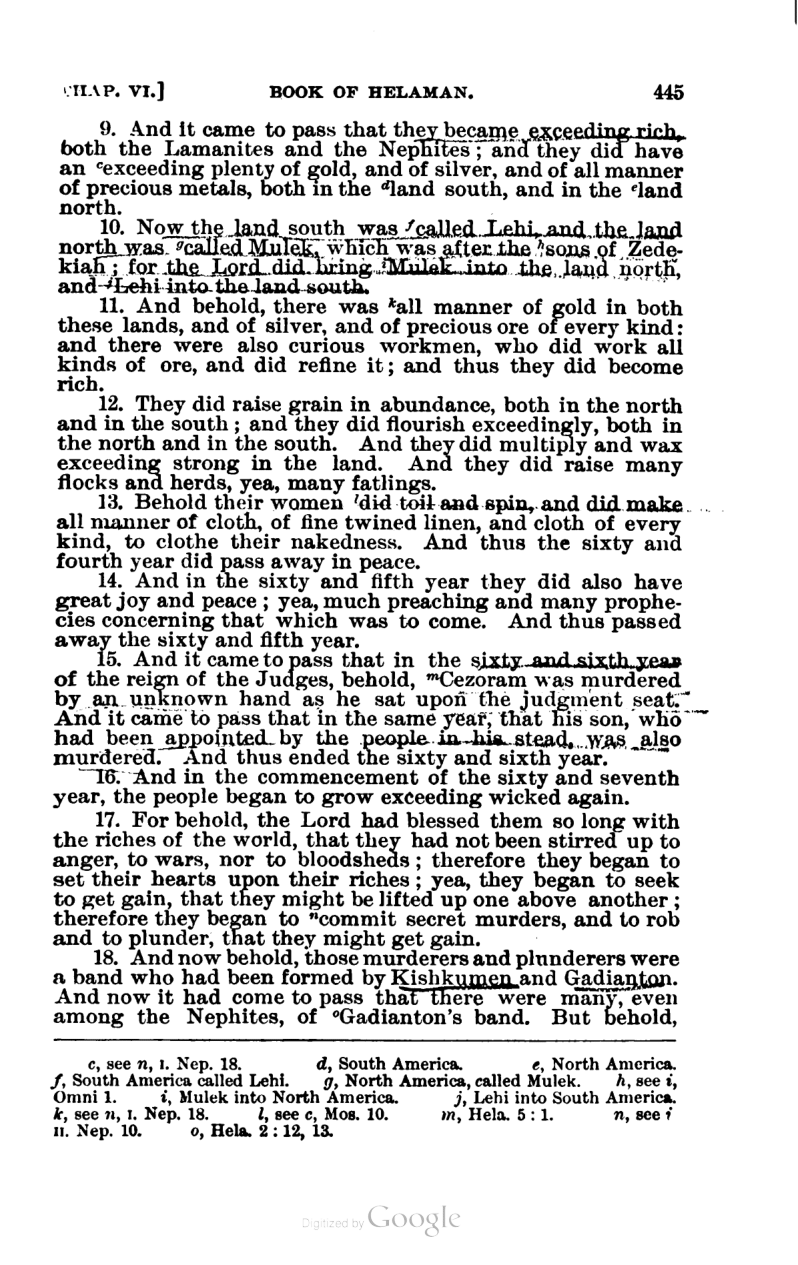 CHAP. VI.] BOOK OF HELAMAN. 445
9. And it came to pass that they became exceeding rich,
both the Lamanites and the Nephites; and they did have
an ᶜexceeding plenty of gold, and of silver, and of all manner
of precious metals, both in the ᵈland south, and in the ᵉland
north.
10. Now the land south was ᶠcalled Lehi, and the land
north was ᵍcalled Mulek, which was after the ʰsons of Zede-
kiah; for the Lord did bring ⁱMulek into the land north,
and ʲLehi into the land south.
11. And behold, there was ᵏall manner of gold in both
these lands, and of silver, and of precious ore of every kind:
and there were also curious workmen, who did work all
kinds of ore, and did refine it; and thus they did become
rich.
12. They did raise grain in abundance, both in the north
and in the south; and they did flourish exceedingly, both in
the north and in the south. And they did multiply and wax
exceeding strong in the land. And they did raise many
flocks and herds, yea, many fatlings.
13. Behold their women ˡdid toil and spin, and did make
all manner of cloth, of fine twined linen, and cloth of every
kind, to clothe their nakedness. And thus the sixty and
fourth year did pass away in peace.
14. And in the sixty and fifth year they did also have
great joy and peace; yea, much preaching and many prophe-
cies concerning that which was to come. And thus passed
away the sixty and fifth year.
15. And it came to pass that in the sixty and sixth year
of the reign of the Judges, behold, ᵐCezoram was murdered
by an unknown hand as he sat upon the judgment seat.
And it came to pass that in the same year, that his son, who
had been appointed by the people in his stead, was also
murdered. And thus ended the sixty and sixth year.
16. And in the commencement of the sixty and seventh
year, the people began to grow exceeding wicked again.
17. For behold, the Lord had blessed them so long with
the riches of the world, that they had not been stirred up to
anger, to wars, nor to bloodsheds; therefore they began to
set their hearts upon their riches; yea, they began to seek
to get gain, that they might be lifted up one above another;
therefore they began to ⁿcommit secret murders, and to rob
and to plunder, that they might get gain.
18. And now behold, those murderers and plunderers were
a band who had been formed by Kishkumen and Gadianton.
And now it had come to pass that there were many, even
among the Nephites, of ᵒGadianton's band. But behold,
c, see n, I. Nep. 18. d, South America. e, North America.
f, South America called Lehi. g, North America, called Mulek. h, see i,
Omni 1. i, Mulek into North America. j, Lehi into South America.
k, see n, I. Nep. 18. l, see c, Mos. 10. m, Hela. 5:1. n, see i
II. Nep. 10. o, Hela. 2:12, 13.
Digitized by Google